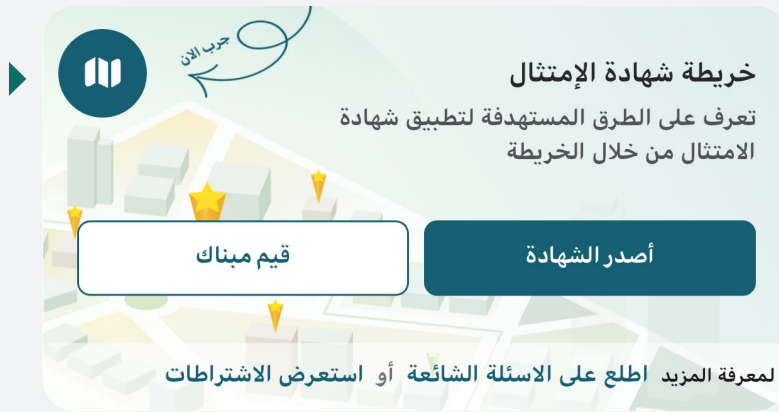 جرب الان
خريطة شهادة الإمتثال
تعرف على الطرق المستهدفة لتطبيق شهادة
الامتثال من خلال الخريطة
أصدر الشهادة
قيم مبناك
لمعرفة المزيد اطلع على الاسئلة الشائعة أو استعرض الاشتراطات